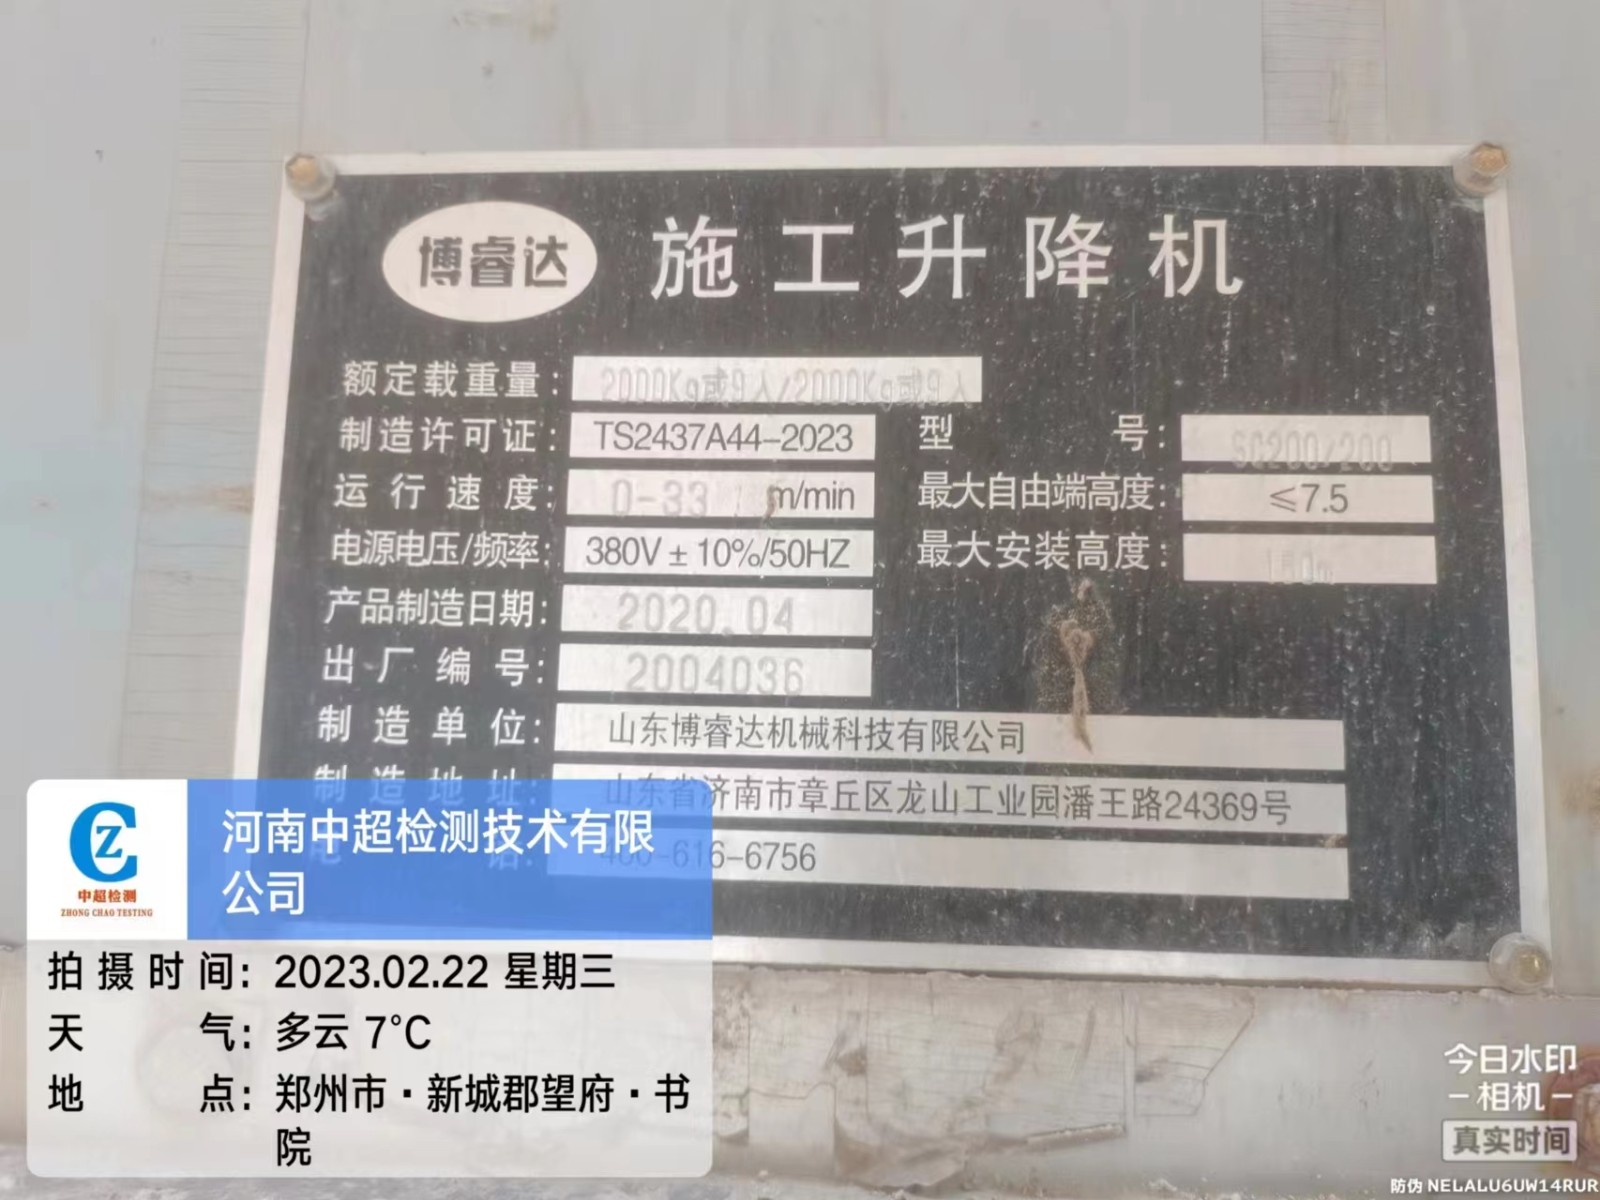 博睿达 施工升降机
额定载重量: 2000Kg或9人/2000Kg或9人
制造许可证: TS2437A44-2023 型号: SC200/200
运行速度: 0-33 m/min 最大自由端高度: ≤7.5
电源电压/频率: 380V±10%/50HZ 最大安装高度:
产品制造日期: 2020.04
出厂编号: 2004036
制造单位: 山东博睿达机械科技有限公司
制造地址: 山东省济南市章丘区龙山工业园潘王路24369号
电话: 400-616-6756
中超检测
ZHONG CHAO TESTING
河南中超检测技术有限
公司
拍摄时间: 2023.02.22 星期三
天气: 多云 7°C
地点: 郑州市·新城郡望府·书
院
今日水印
-相机-
真实时间
防伪 NELALU6UW14RUR